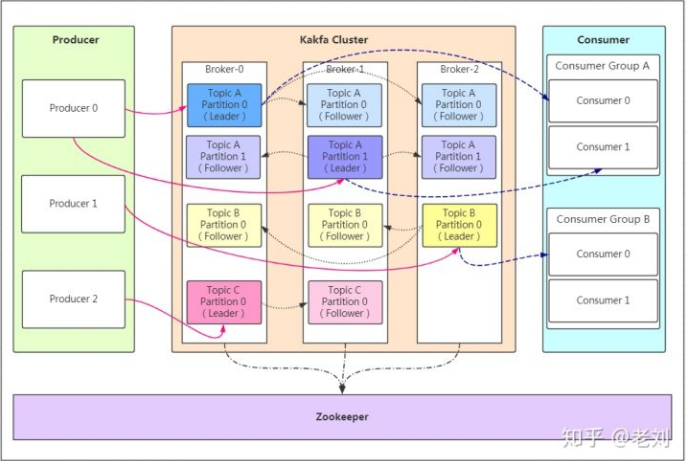 Producer
Producer 0
Producer 1
Producer 2
Kakfa Cluster
Broker-0
Topic A
Partition 0
( Leader )
Topic A
Partition 1
( Follower )
Topic B
Partition 0
( Follower )
Topic C
Partition 0
( Leader )
Broker-1
Topic A
Partition 0
(Follower )
Topic A
Partition 1
( Leader )
Topic B
Partition 0
( Follower )
Topic C
Partition 0
( Follower )
Broker-2
Topic A
Partition 0
( Follower )
Topic A
Partition 1
( Follower )
Topic B
Partition 0
( Leader )
Consumer
Consumer Group A
Consumer 0
Consumer 1
Consumer Group B
Consumer 0
Consumer 1
Zookeeper
知乎 @老刘